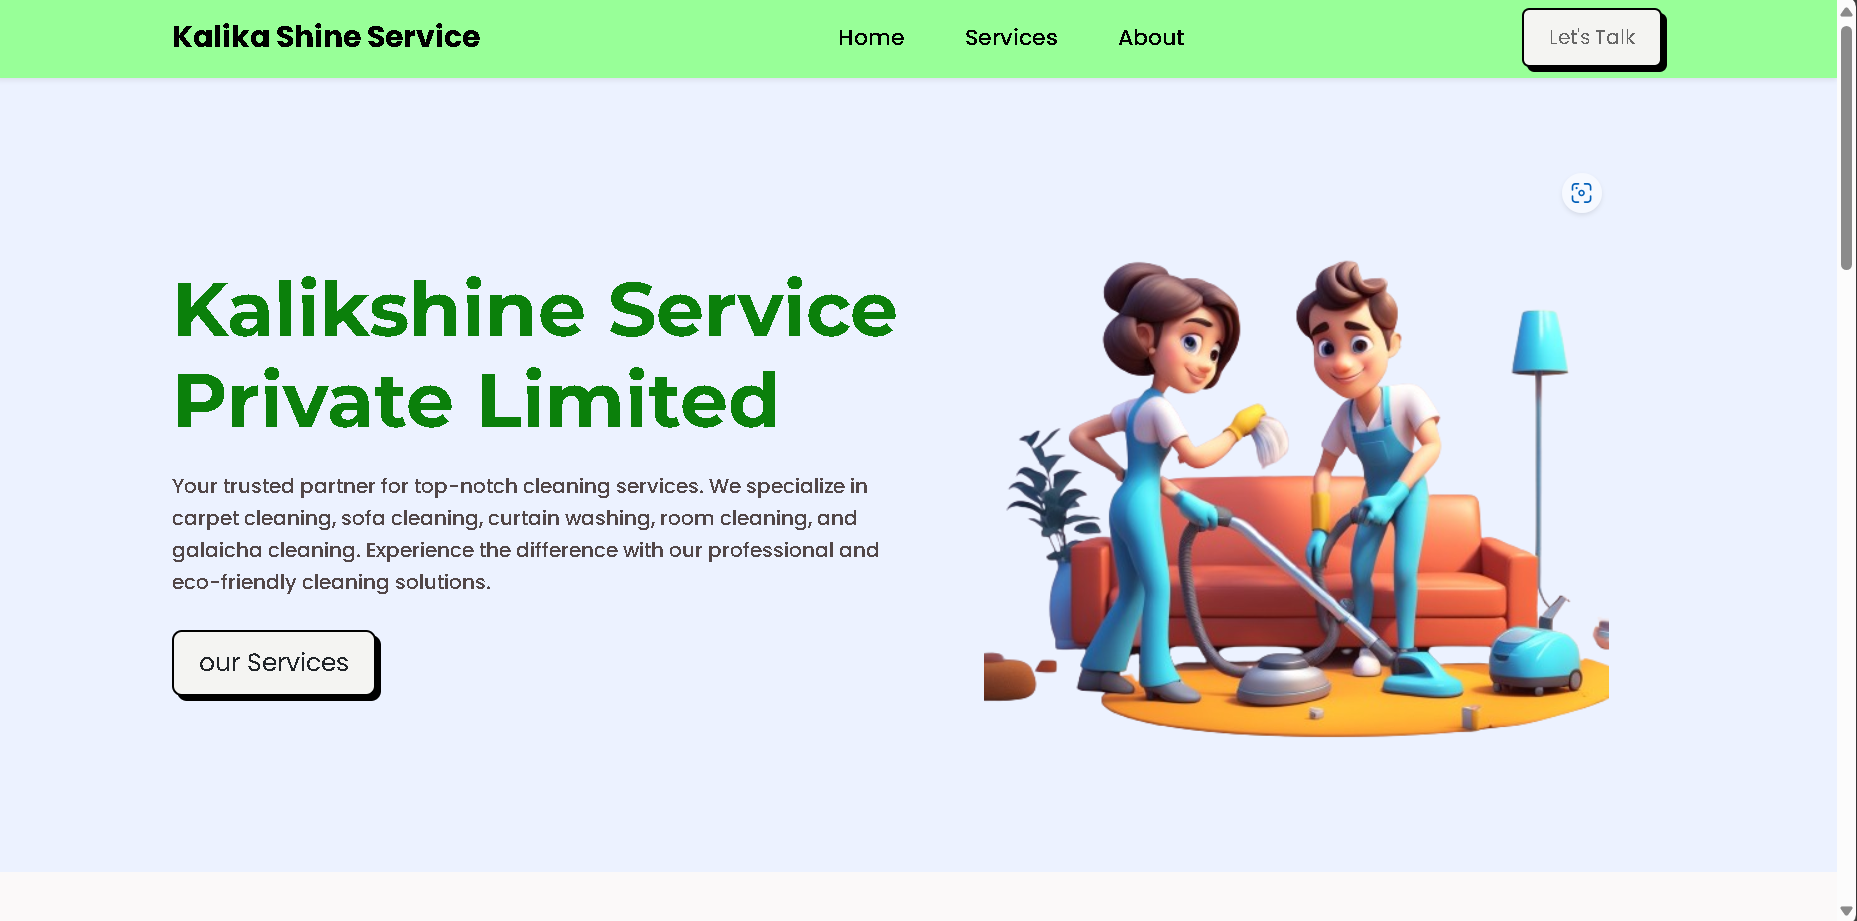 Kalika Shine Service
Home
Services
About
Let's Talk
Kalikshine Service
Private Limited
Your trusted partner for top-notch cleaning services. We specialize in
carpet cleaning, sofa cleaning, curtain washing, room cleaning, and
galaicha cleaning. Experience the difference with our professional and
eco-friendly cleaning solutions.
our Services